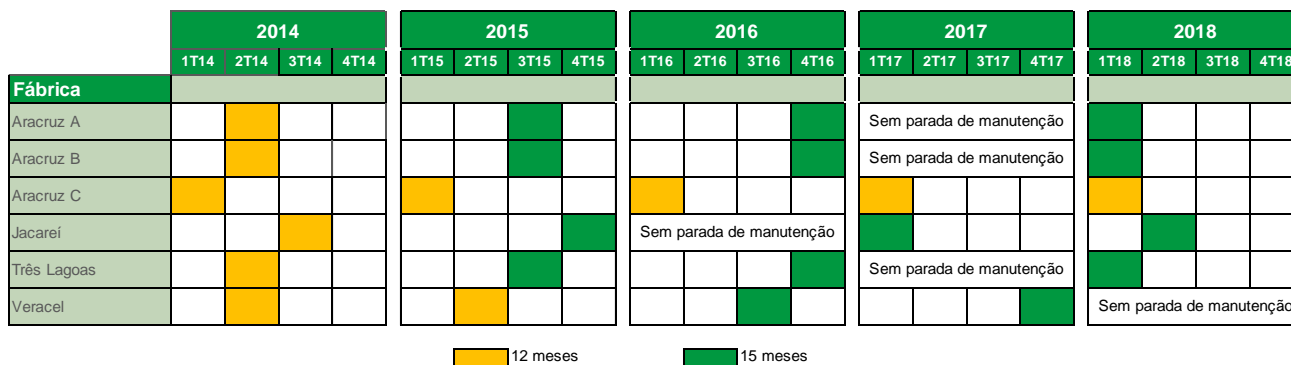 2014 2015 2016 2017 2018
1T14 2T14 3T14 4T14 1T15 2T15 3T15 4T15 1T16 2T16 3T16 4T16 1T17 2T17 3T17 4T17 1T18 2T18 3T18 4T18
Fábrica
Aracruz A Sem parada de manutenção
Aracruz B Sem parada de manutenção
Aracruz C
Jacareí Sem parada de manutenção
Três Lagoas Sem parada de manutenção
Veracel Sem parada de manutenção
12 meses 15 meses